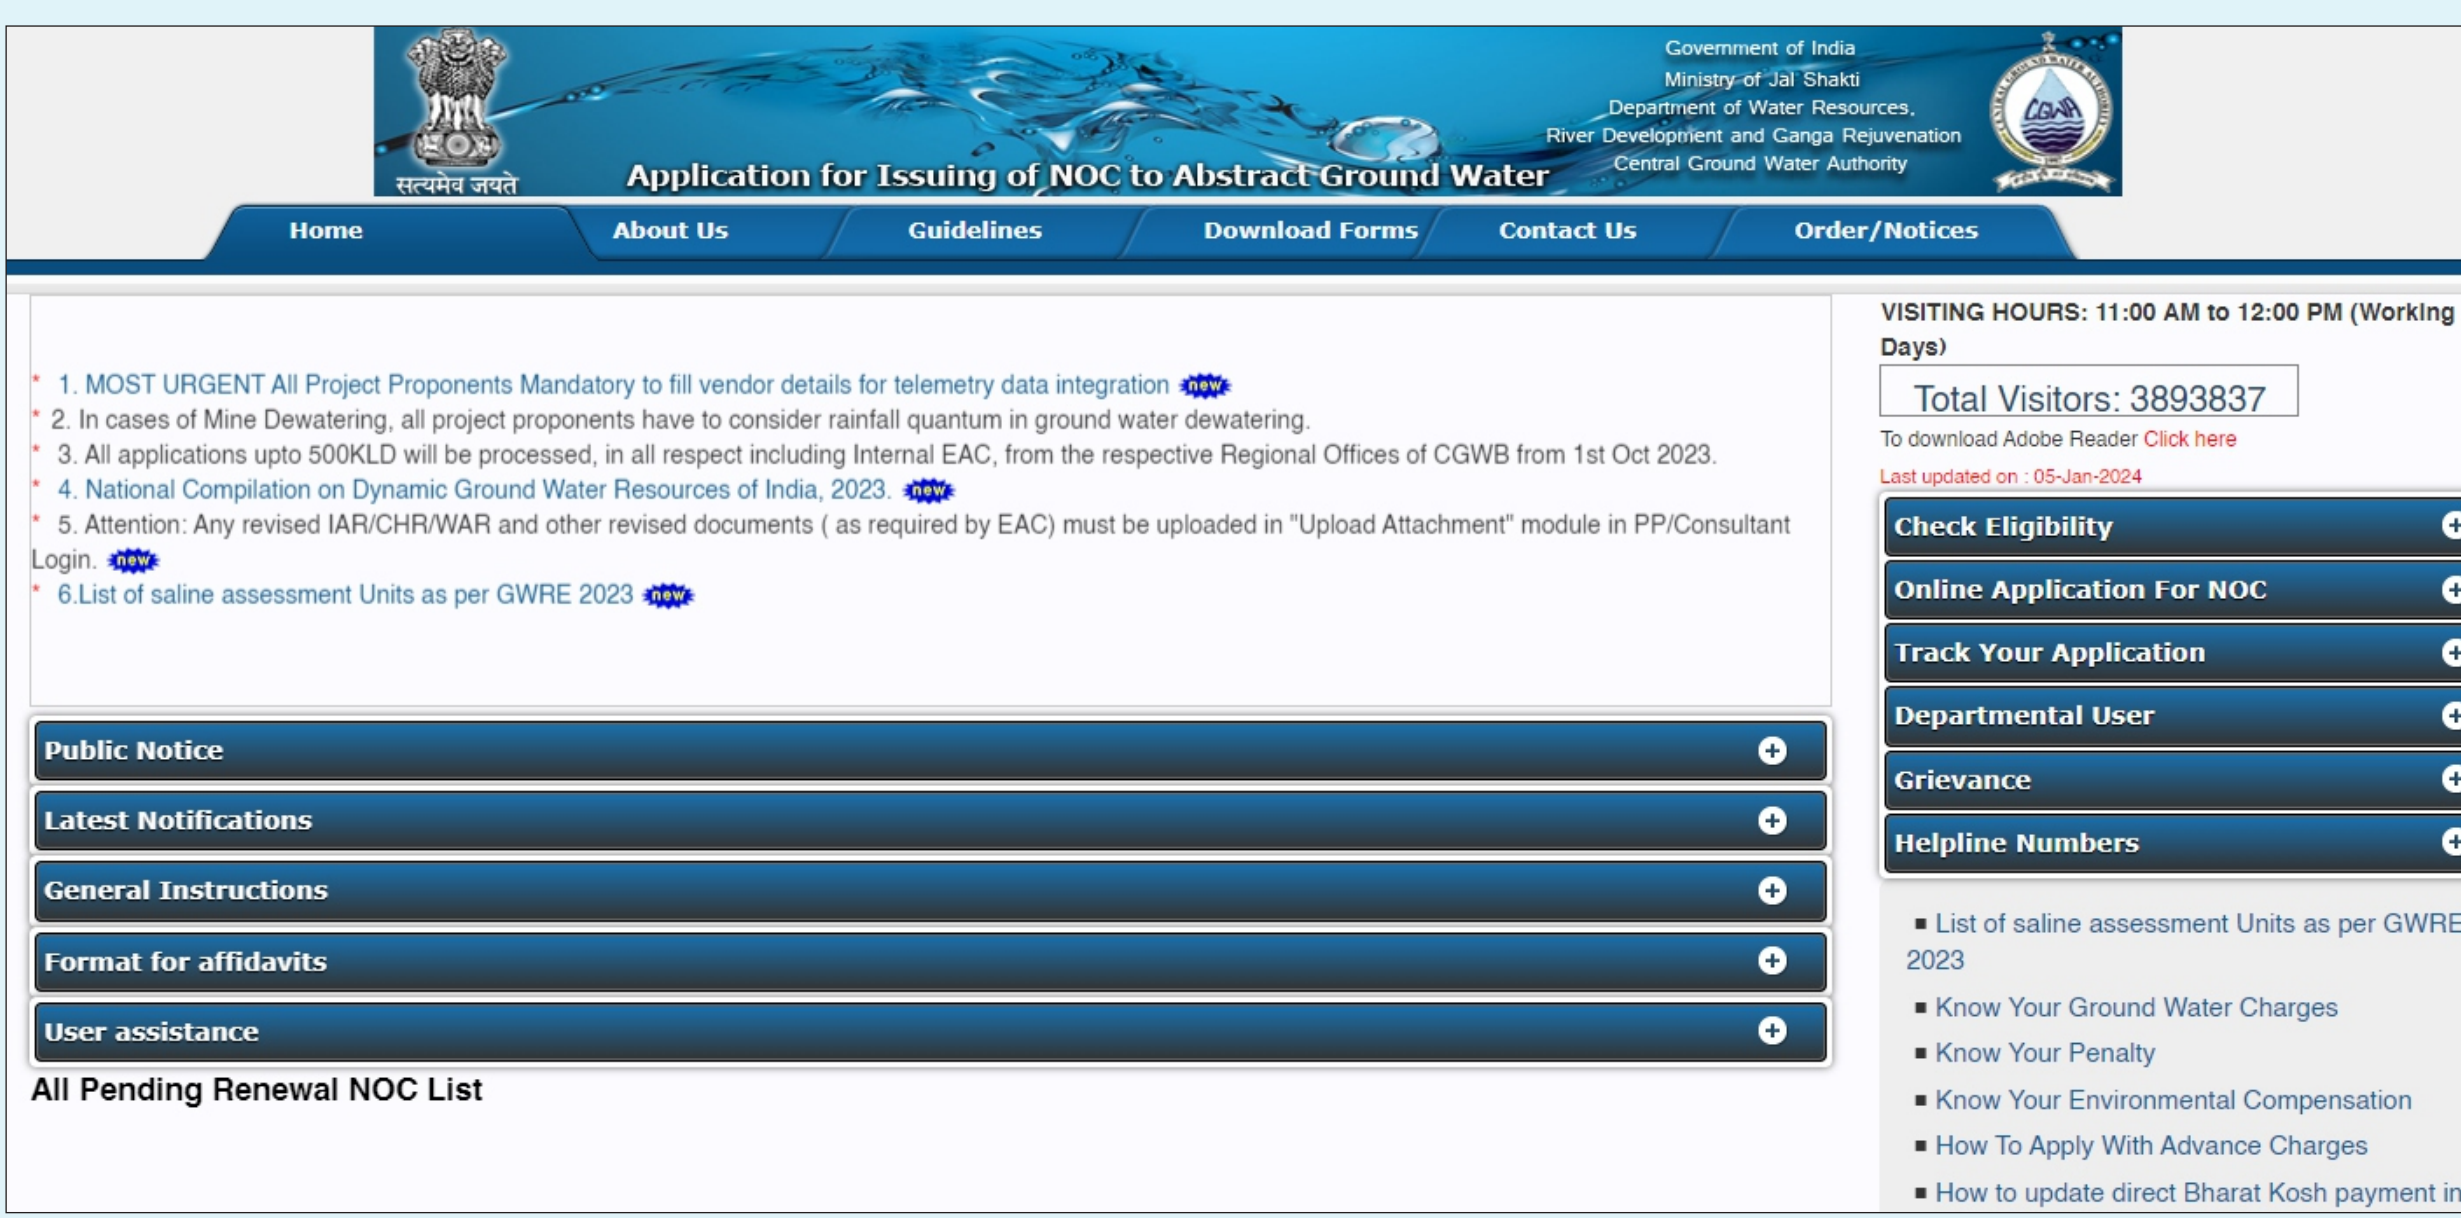 सत्यमेव जयते
Application for Issuing of NOC to Abstract Ground Water
Government of India
Ministry of Jal Shakti
Department of Water Resources,
River Development and Ganga Rejuvenation
Central Ground Water Authority
CENTRAL GROUND WATER AUTHORITY
CGWA
Home
About Us
Guidelines
Download Forms
Contact Us
Order/Notices
* 1. MOST URGENT All Project Proponents Mandatory to fill vendor details for telemetry data integration new
* 2. In cases of Mine Dewatering, all project proponents have to consider rainfall quantum in ground water dewatering.
* 3. All applications upto 500KLD will be processed, in all respect including Internal EAC, from the respective Regional Offices of CGWB from 1st Oct 2023.
* 4. National Compilation on Dynamic Ground Water Resources of India, 2023. new
* 5. Attention: Any revised IAR/CHR/WAR and other revised documents ( as required by EAC) must be uploaded in "Upload Attachment" module in PP/Consultant
Login. new
* 6.List of saline assessment Units as per GWRE 2023 new
Public Notice
Latest Notifications
General Instructions
Format for affidavits
User assistance
All Pending Renewal NOC List
VISITING HOURS: 11:00 AM to 12:00 PM (Working
Days)
Total Visitors: 3893837
To download Adobe Reader Click here
Last updated on : 05-Jan-2024
Check Eligibility
Online Application For NOC
Track Your Application
Departmental User
Grievance
Helpline Numbers
List of saline assessment Units as per GWRE
2023
Know Your Ground Water Charges
Know Your Penalty
Know Your Environmental Compensation
How To Apply With Advance Charges
How to update direct Bharat Kosh payment in